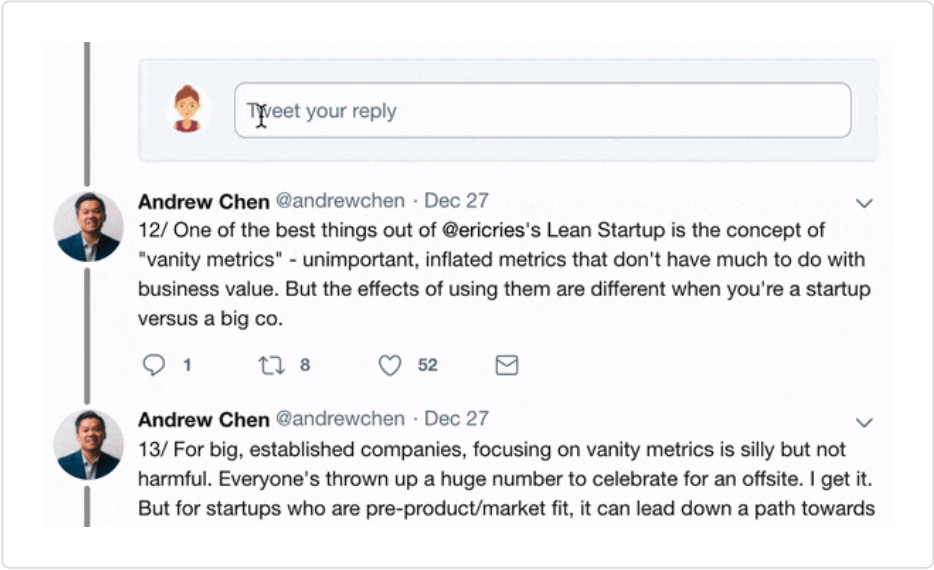 Tweet your reply
Andrew Chen @andrewchen · Dec 27
12/ One of the best things out of @ericries's Lean Startup is the concept of
"vanity metrics" - unimportant, inflated metrics that don't have much to do with
business value. But the effects of using them are different when you're a startup
versus a big co.
1 8 52
Andrew Chen @andrewchen · Dec 27
13/ For big, established companies, focusing on vanity metrics is silly but not
harmful. Everyone's thrown up a huge number to celebrate for an offsite. I get it.
But for startups who are pre-product/market fit, it can lead down a path towards